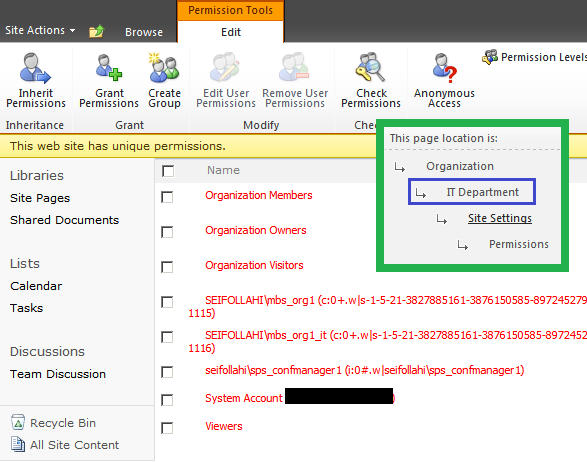 Permission Tools
Site Actions
Browse
Edit
Inherit
Permissions
Grant
Permissions
Create
Group
Edit User
Permissions
Remove User
Permissions
Check
Permissions
Anonymous
Access
Permission Levels
Inheritance
Grant
Modify
This web site has unique permissions.
This page location is:
Organization
IT Department
Site Settings
Permissions
Libraries
Site Pages
Shared Documents
Lists
Calendar
Tasks
Discussions
Team Discussion
Recycle Bin
All Site Content
Name
Organization Members
Organization Owners
Organization Visitors
SEIFOLLAHI\mbs_org1 (c:0+.w|s-1-5-21-3827885161-3876150585-897245279
1115)
SEIFOLLAHI\mbs_org1_it (c:0+.w|s-1-5-21-3827885161-3876150585-897245
1116)
seifollahi\sps_confmanager1 (i:0#.w|seifollahi\sps_confmanager1)
System Account )
Viewers